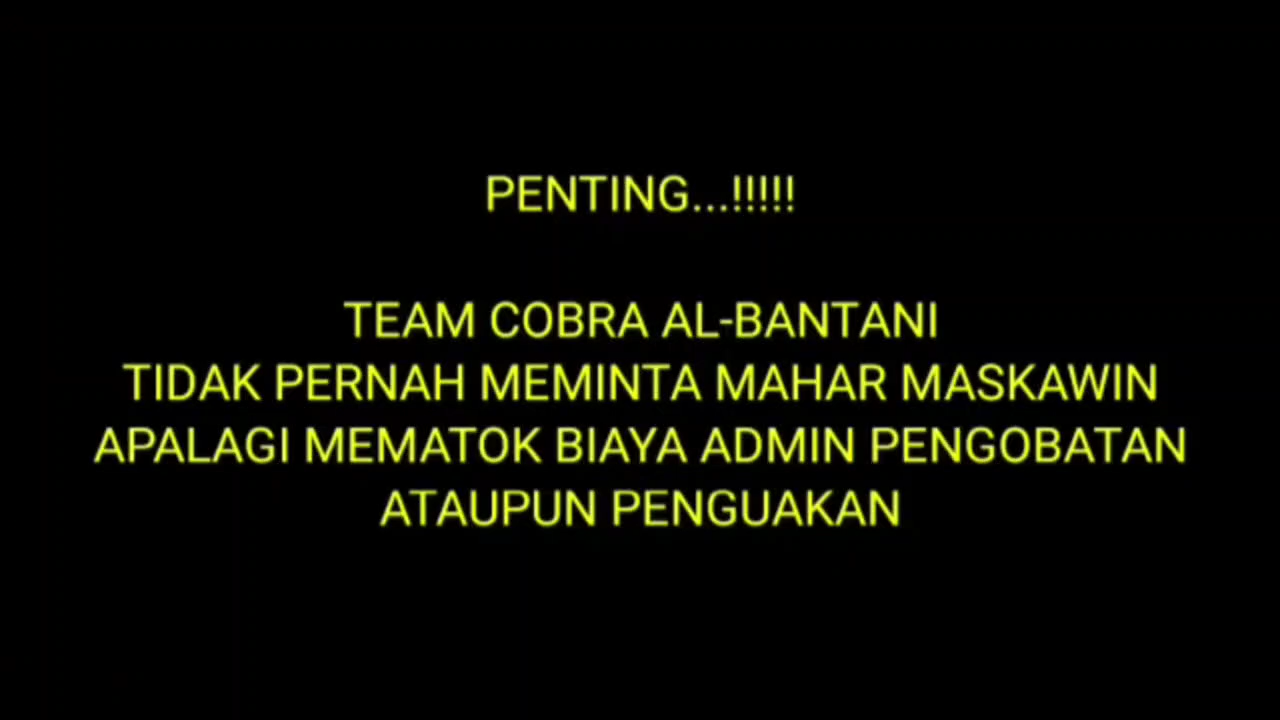 PENTING...!!!!!
TEAM COBRA AL-BANTANI
TIDAK PERNAH MEMINTA MAHAR MASKAWIN
APALAGI MEMATOK BIAYA ADMIN PENGOBATAN
ATAUPUN PENGUAKAN